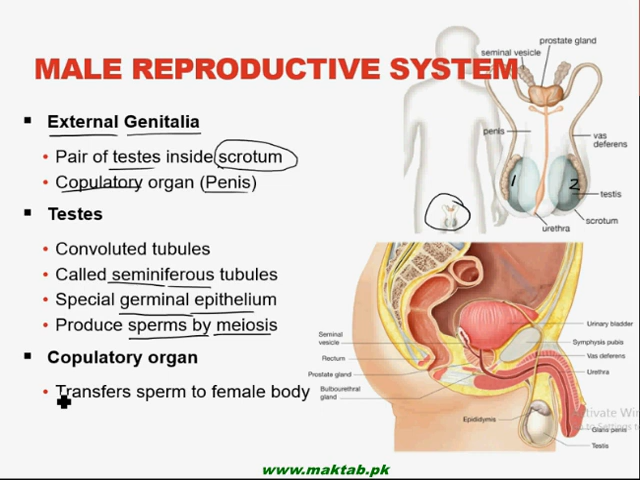 MALE REPRODUCTIVE SYSTEM
External Genitalia
Pair of testes inside scrotum
Copulatory organ (Penis)
Testes
Convoluted tubules
Called seminiferous tubules
Special germinal epithelium
Produce sperms by meiosis
Copulatory organ
Transfers sperm to female body
prostate gland
seminal vesicle
penis
vas
deferens
1
2
testis
scrotum
urethra
Seminal
vesicle
Rectum
Prostate gland
Bulbourethral
gland
Epididymis
Urinary bladder
Symphysis pubis
Vas deferens
Urethra
Glans penis
Testis
www.maktab.pk